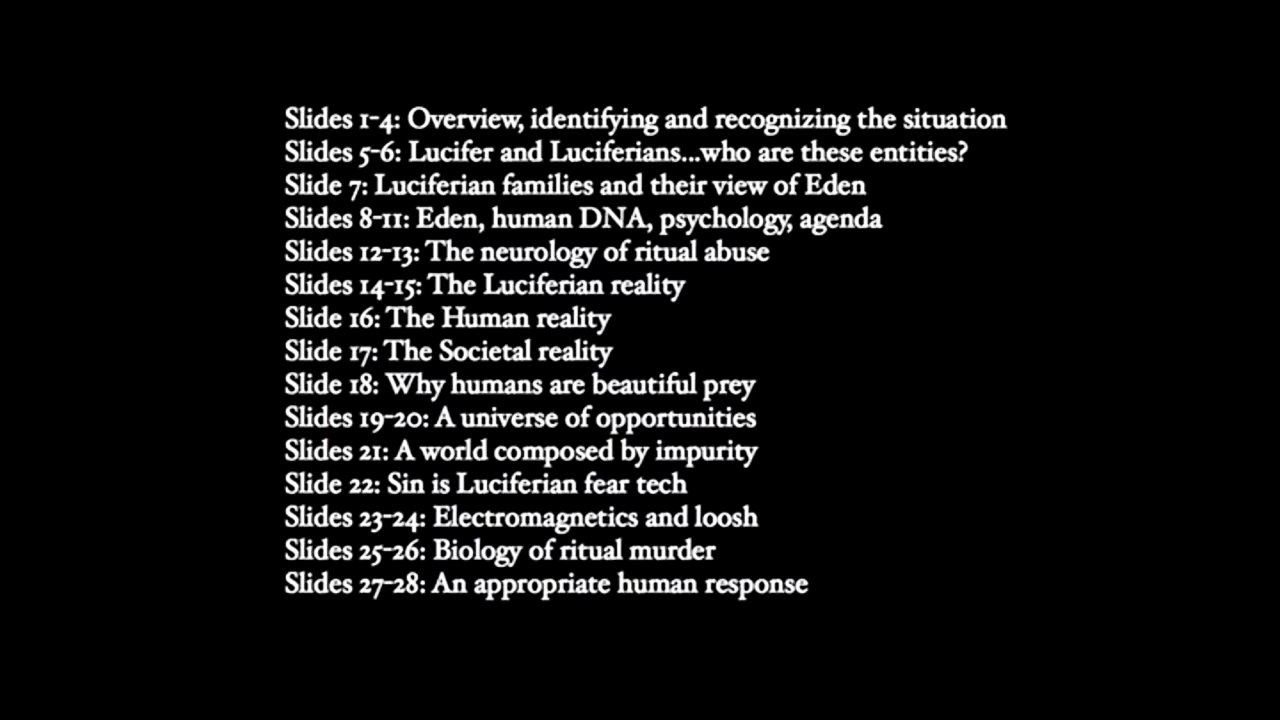 Slides 1-4: Overview, identifying and recognizing the situation
Slides 5-6: Lucifer and Luciferians...who are these entities?
Slide 7: Luciferian families and their view of Eden
Slides 8-11: Eden, human DNA, psychology, agenda
Slides 12-13: The neurology of ritual abuse
Slides 14-15: The Luciferian reality
Slide 16: The Human reality
Slide 17: The Societal reality
Slide 18: Why humans are beautiful prey
Slides 19-20: A universe of opportunities
Slides 21: A world composed by impurity
Slide 22: Sin is Luciferian fear tech
Slides 23-24: Electromagnetics and loosh
Slides 25-26: Biology of ritual murder
Slides 27-28: An appropriate human response